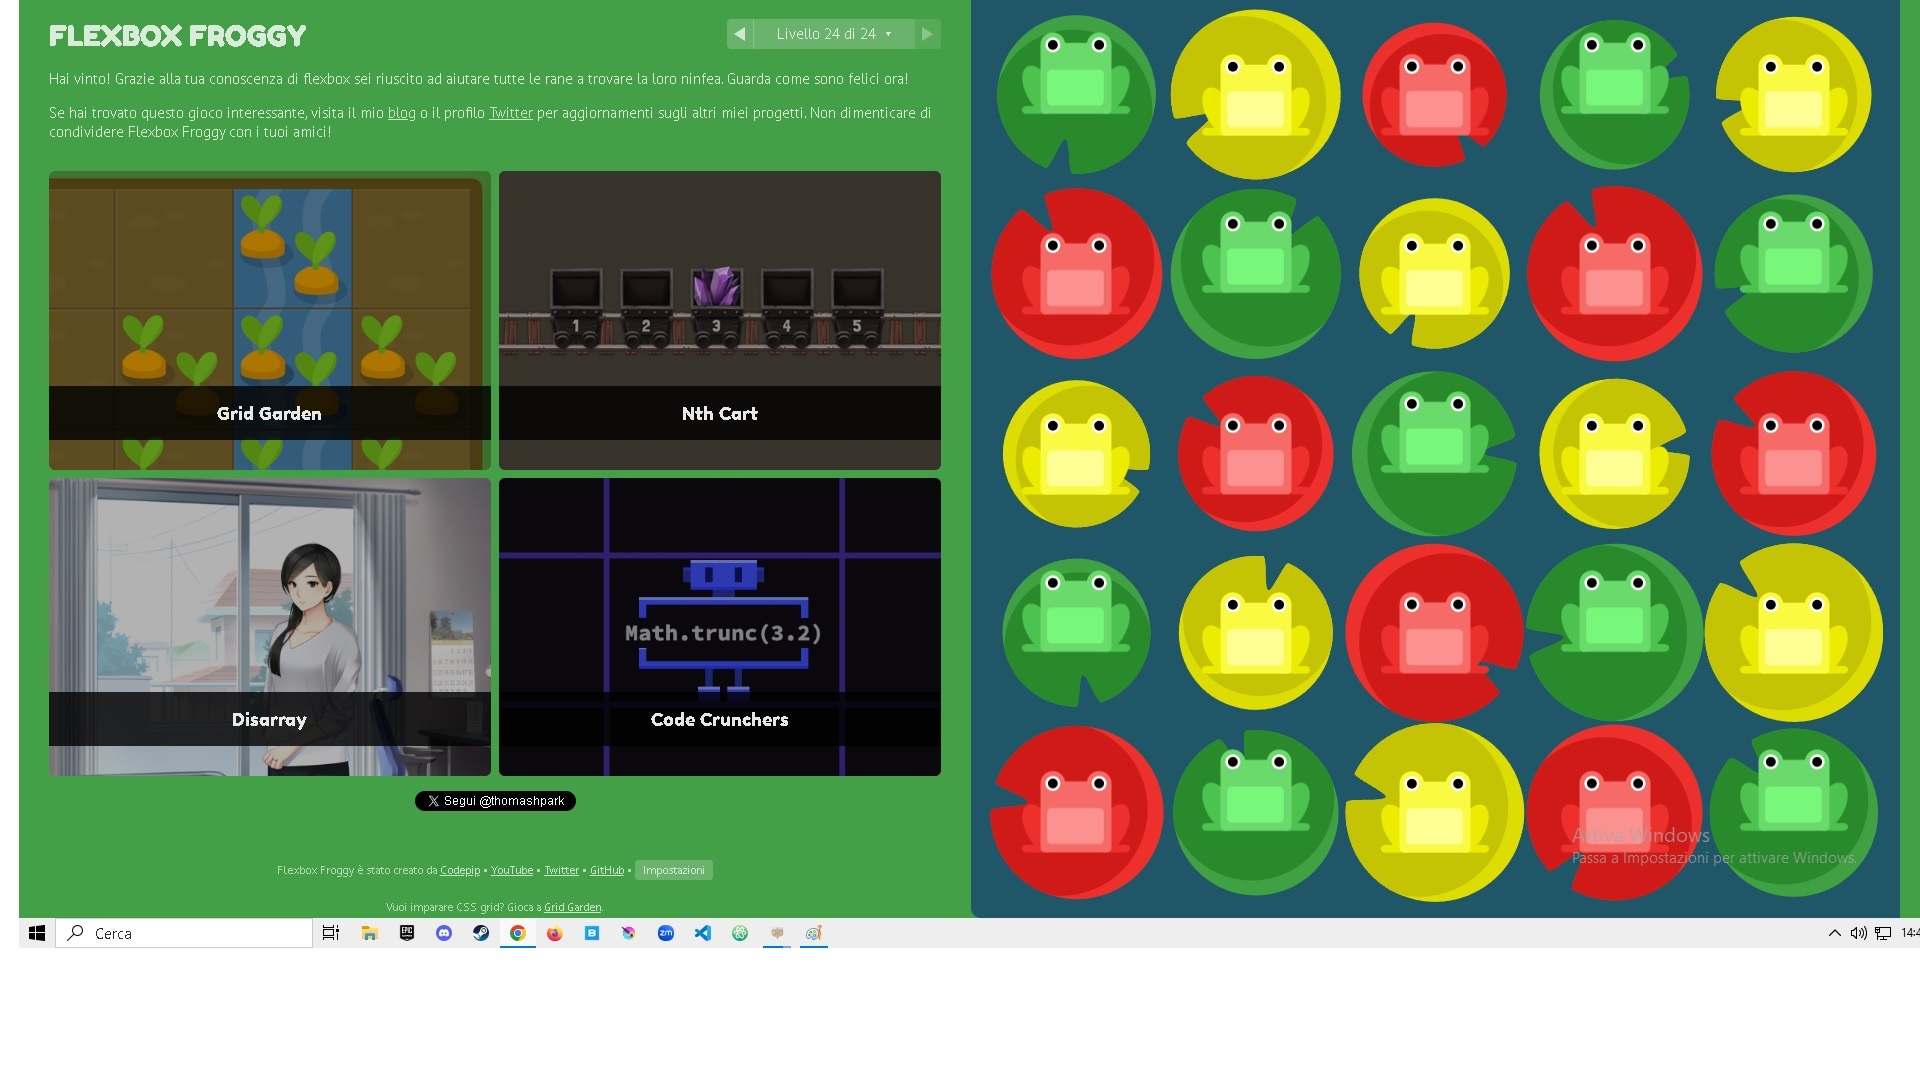 FLEXBOX FROGGY
Livello 24 di 24
Hai vinto! Grazie alla tua conoscenza di flexbox sei riuscito ad aiutare tutte le rane a trovare la loro ninfea. Guarda come sono felici ora!
Se hai trovato questo gioco interessante, visita il mio blog o il profilo Twitter per aggiornamenti sugli altri miei progetti. Non dimenticare di
condividere Flexbox Froggy con i tuoi amici!
1 2 3 4 5
Grid Garden
Nth Cart
Math.trunc(3.2)
Disarray
Code Crunchers
Segui @thomashpark
Flexbox Froggy è stato creato da Codepip • YouTube • Twitter • GitHub • Impostazioni
Vuoi imparare CSS grid? Gioca a Grid Garden.
Attiva Windows
Passa a Impostazioni per attivare Windows.
Cerca
EPIC
zm
14:4